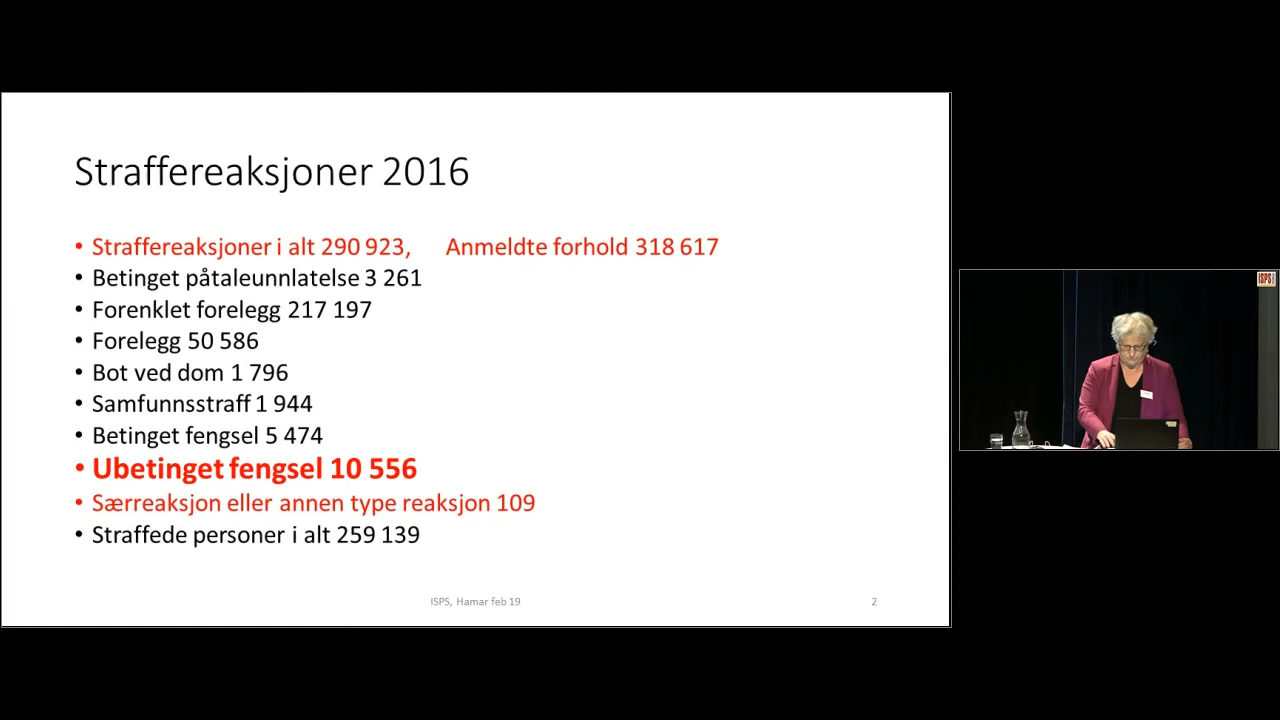 Straffereaksjoner 2016
• Straffereaksjoner i alt 290 923, Anmeldte forhold 318 617
• Betinget påtaleunnlatelse 3 261
• Forenklet forelegg 217 197
• Forelegg 50 586
• Bot ved dom 1 796
• Samfunnsstraff 1 944
• Betinget fengsel 5 474
• Ubetinget fengsel 10 556
• Særreaksjon eller annen type reaksjon 109
• Straffede personer i alt 259 139
ISPS, Hamar feb 19
2
ISPS